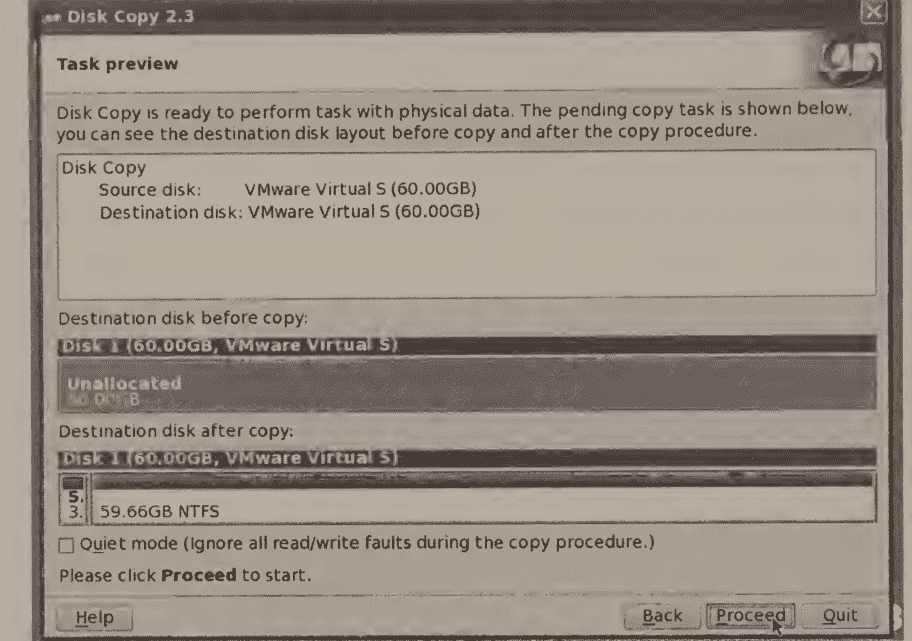 Disk Copy 2.3
Task preview
Disk Copy is ready to perform task with physical data. The pending copy task is shown below,
you can see the destination disk layout before copy and after the copy procedure.
Disk Copy
Source disk: VMware Virtual S (60.00GB)
Destination disk: VMware Virtual S (60.00GB)
Destination disk before copy:
Disk 1 (60.00GB, VMware Virtual S)
Unallocated
60.00GB
Destination disk after copy:
Disk 1 (60.00GB, VMware Virtual S)
S.
3. 59.66GB NTFS
Quiet mode (Ignore all read/write faults during the copy procedure.)
Please click Proceed to start.
Help Back Proceed Quit